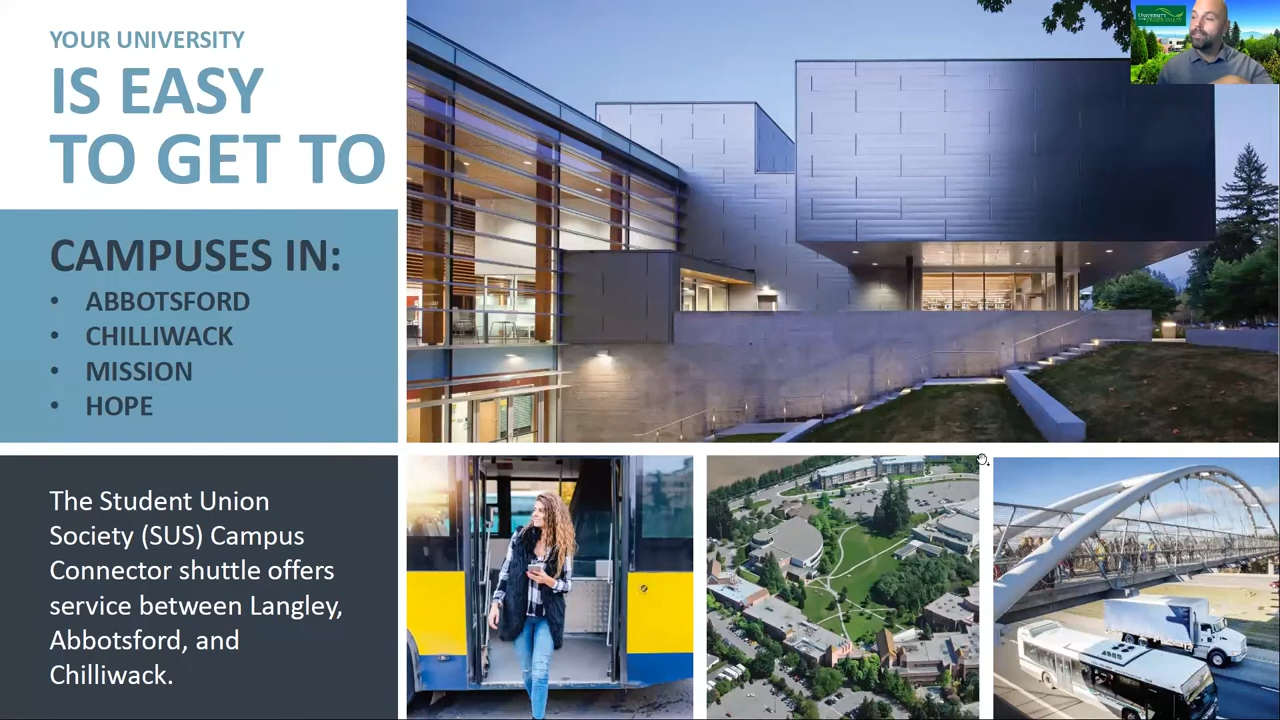 YOUR UNIVERSITY
IS EASY
TO GET TO
CAMPUSES IN:
• ABBOTSFORD
• CHILLIWACK
• MISSION
• HOPE
The Student Union
Society (SUS) Campus
Connector shuttle offers
service between Langley,
Abbotsford, and
Chilliwack.
UNIVERSITY